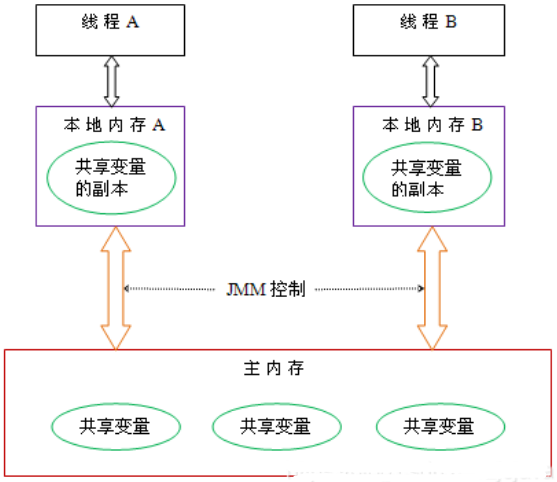 线程 A
线程 B
本地内存 A
本地内存 B
共享变量
的副本
共享变量
的副本
JMM 控制
主内存
共享变量
共享变量
共享变量